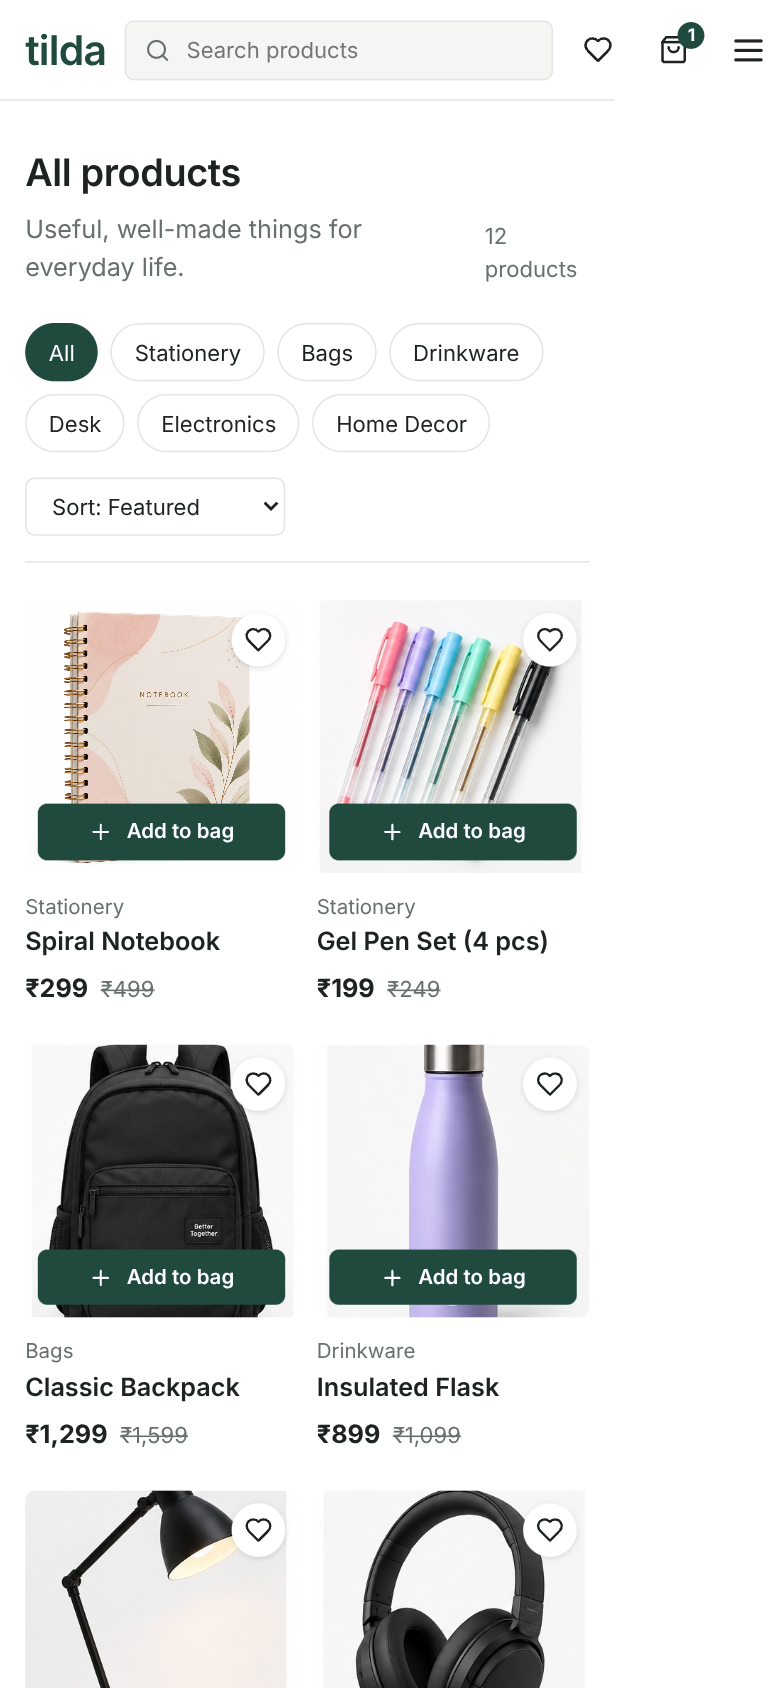 tilda
Search products
1
All products
Useful, well-made things for
everyday life.
12
products
All
Stationery
Bags
Drinkware
Desk
Electronics
Home Decor
Sort: Featured
NOTEBOOK
Add to bag
Add to bag
Stationery
Spiral Notebook
₹299 ₹499
Stationery
Gel Pen Set (4 pcs)
₹199 ₹249
Better
Together
Add to bag
Add to bag
Bags
Classic Backpack
₹1,299 ₹1,599
Drinkware
Insulated Flask
₹899 ₹1,099